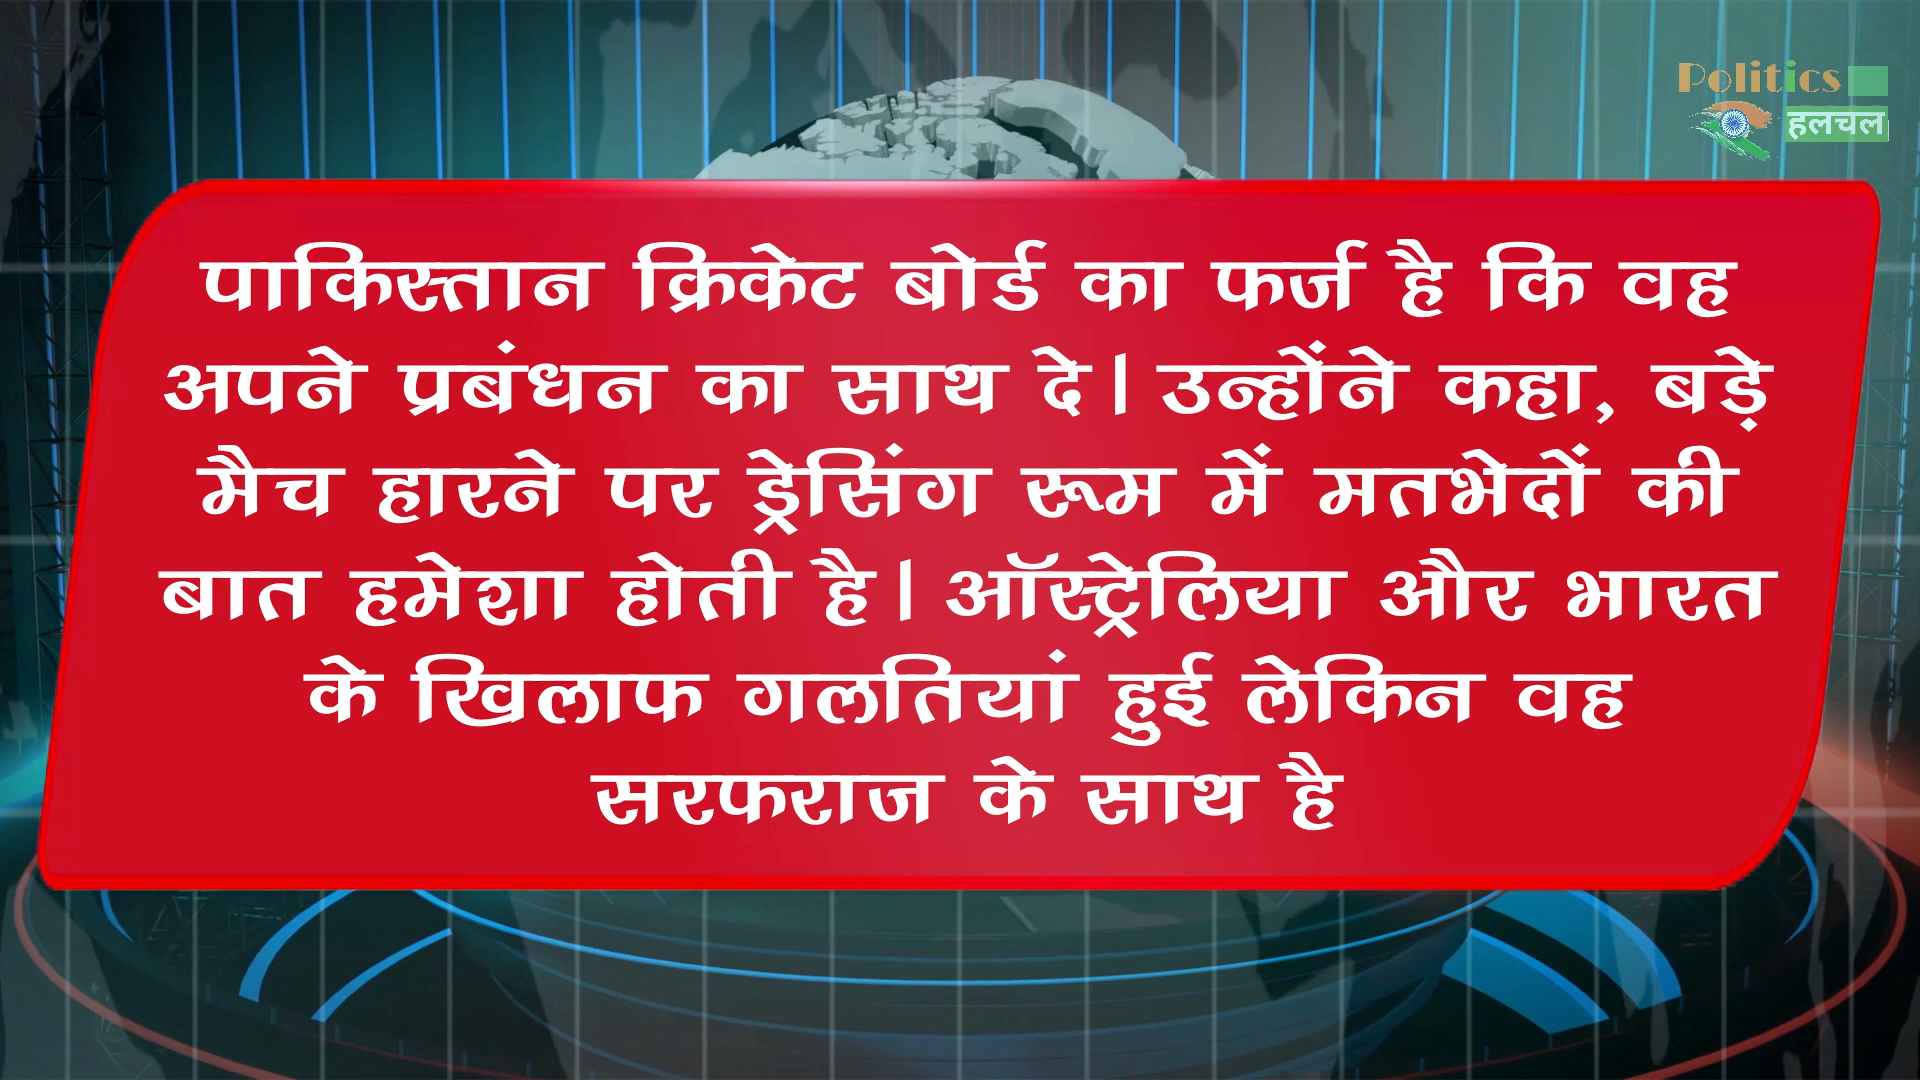 Politics
हलचल
पाकिस्तान क्रिकेट बोर्ड का फर्ज है कि वह
अपने प्रबंधन का साथ दे। उन्होंने कहा, बड़े
मैच हारने पर ड्रेसिंग रूम में मतभेदों की
बात हमेशा होती है। ऑस्ट्रेलिया और भारत
के खिलाफ गलतियां हुई लेकिन वह
सरफराज के साथ है